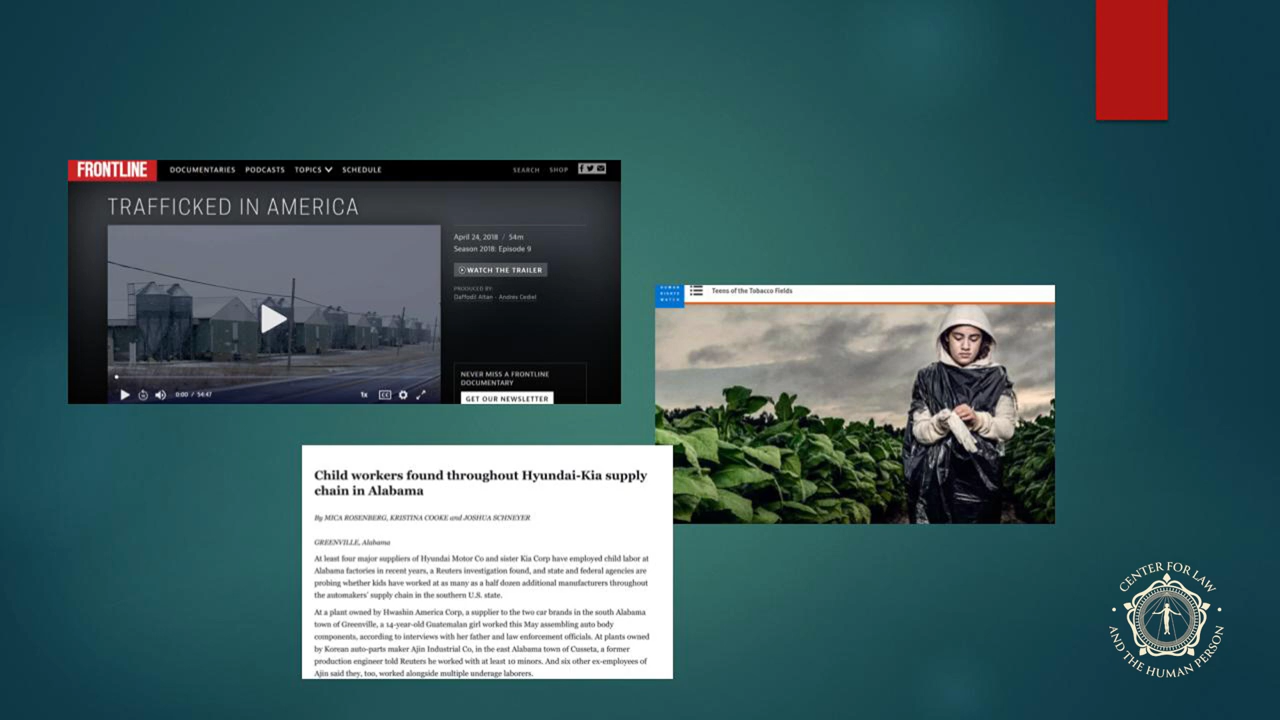 FRONTLINE
DOCUMENTARIES PODCASTS TOPICS SCHEDULE
SEARCH SHOP
TRAFFICKED IN AMERICA
April 24, 2018 / 54m
Season 2018: Episode 9
WATCH THE TRAILER
PRODUCED BY:
Daffodil Altan - Andrés Cediel
NEVER MISS A FRONTLINE
DOCUMENTARY
GET OUR NEWSLETTER
0:00 / 54:47
1x
CC
HUMAN
RIGHTS
WATCH
Teens of the Tobacco Fields
Child workers found throughout Hyundai-Kia supply
chain in Alabama
By MICA ROSENBERG, KRISTINA COOKE and JOSHUA SCHNEYER
GREENVILLE, Alabama
At least four major suppliers of Hyundai Motor Co and sister Kia Corp have employed child labor at
Alabama factories in recent years, a Reuters investigation found, and state and federal agencies are
probing whether kids have worked at as many as a half dozen additional manufacturers throughout
the automakers’ supply chain in the southern U.S. state.
At a plant owned by Hwashin America Corp, a supplier to the two car brands in the south Alabama
town of Greenville, a 14-year-old Guatemalan girl worked this May assembling auto body
components, according to interviews with her father and law enforcement officials. At plants owned
by Korean auto-parts maker Ajin Industrial Co, in the east Alabama town of Cusseta, a former
production engineer told Reuters he worked with at least 10 minors. And six other ex-employees of
Ajin said they, too, worked alongside multiple underage laborers.
CENTER FOR LAW
AND THE HUMAN PERSON